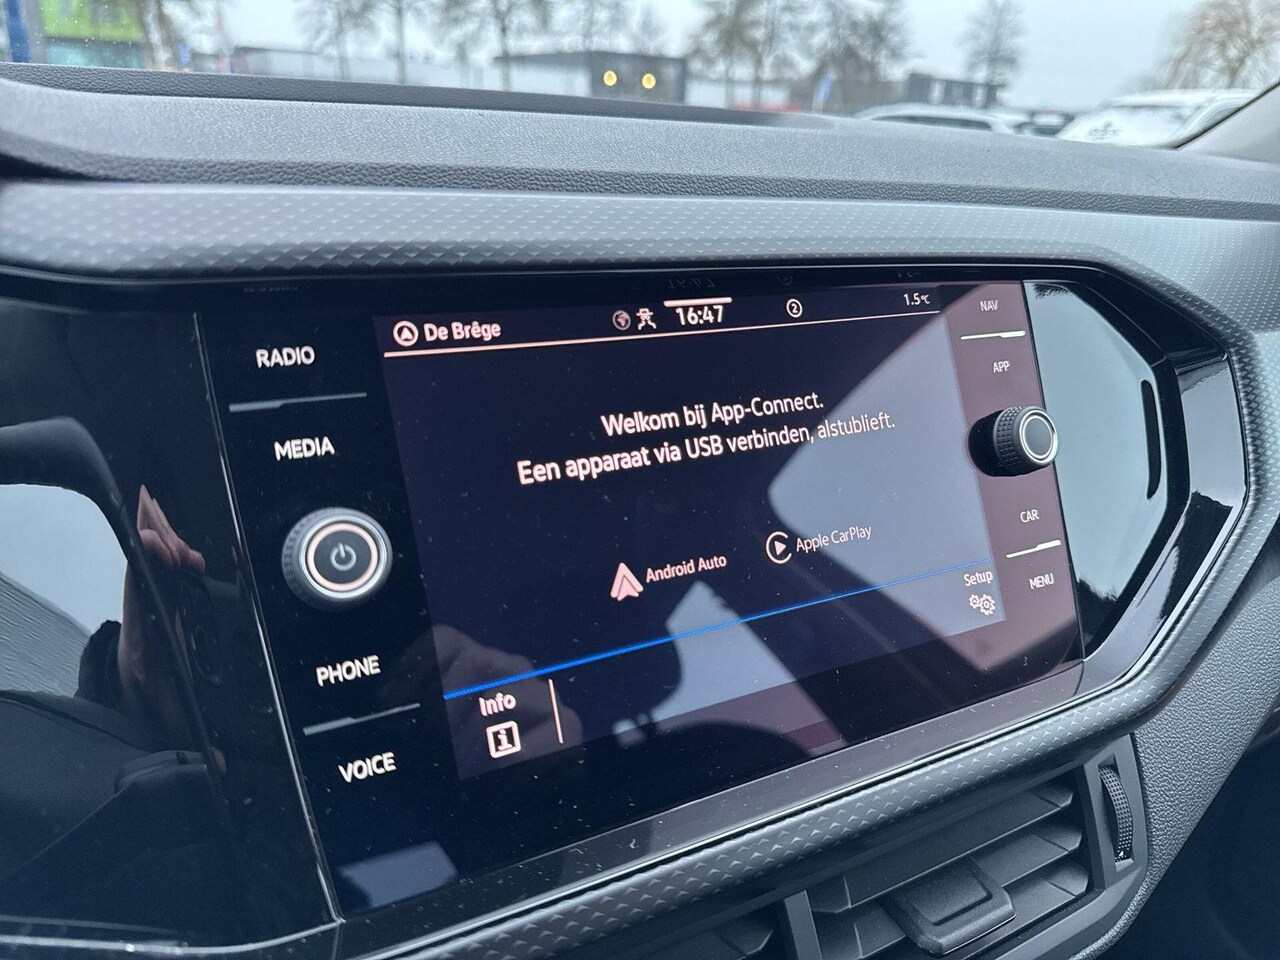 De Brêge
16:47
2
1.5°C
RADIO
MEDIA
PHONE
VOICE
Welkom bij App-Connect.
Een apparaat via USB verbinden, alstublieft.
Android Auto
Apple CarPlay
Setup
Info
i
NAV
APP
CAR
MENU